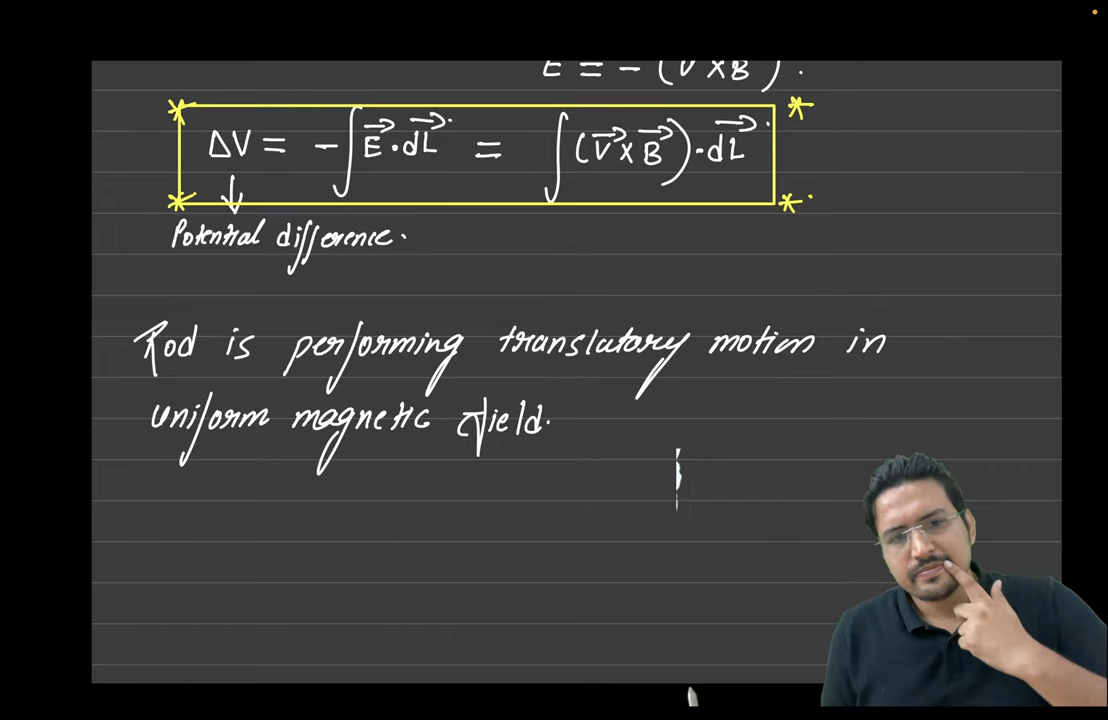 E = - (V × B).
ΔV = -∫E⃗·dL⃗ = ∫(V⃗×B⃗)·dL⃗
Potential difference.
Rod is performing translatory motion in
uniform magnetic field.